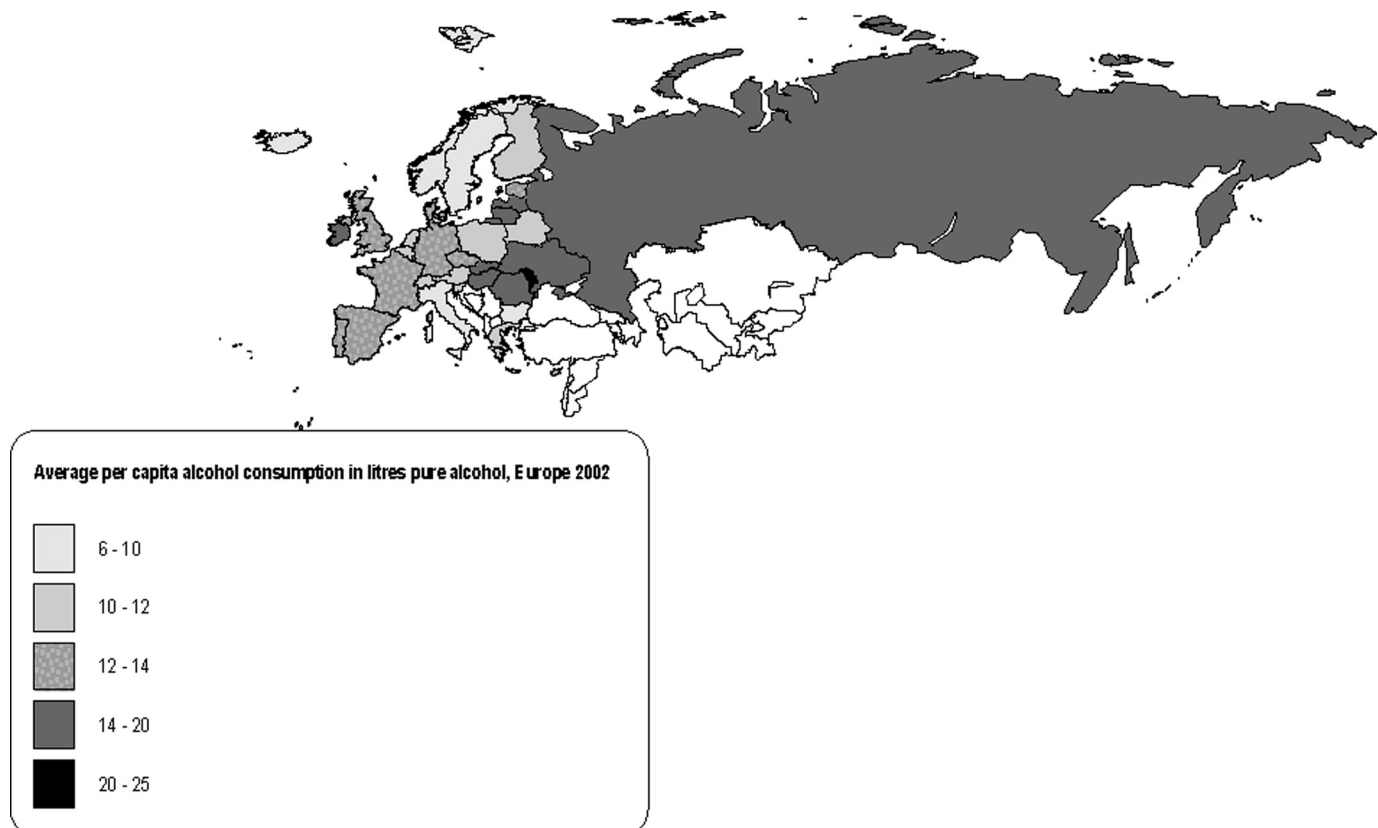 Average per capita alcohol consumption in litres pure alcohol, Europe 2002
6 - 10
10 - 12
12 - 14
14 - 20
20 - 25